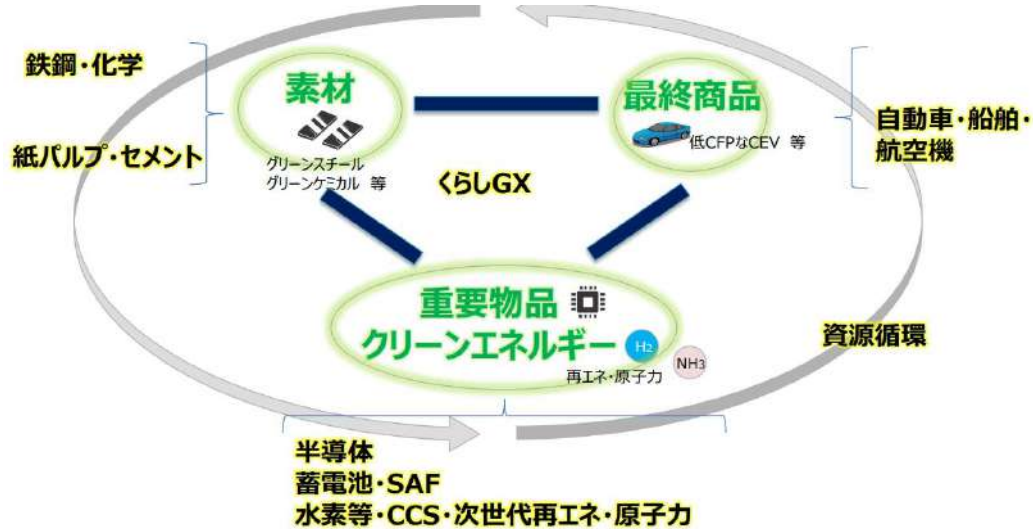 鉄鋼・化学
紙パルプ・セメント
素材
グリーンスチール
グリーンケミカル 等
最終商品
低CFPなCEV 等
自動車・船舶・
航空機
くらしGX
重要物品
クリーンエネルギー
H2
NH3
再エネ・原子力
資源循環
半導体
蓄電池・SAF
水素等・CCS・次世代再エネ・原子力